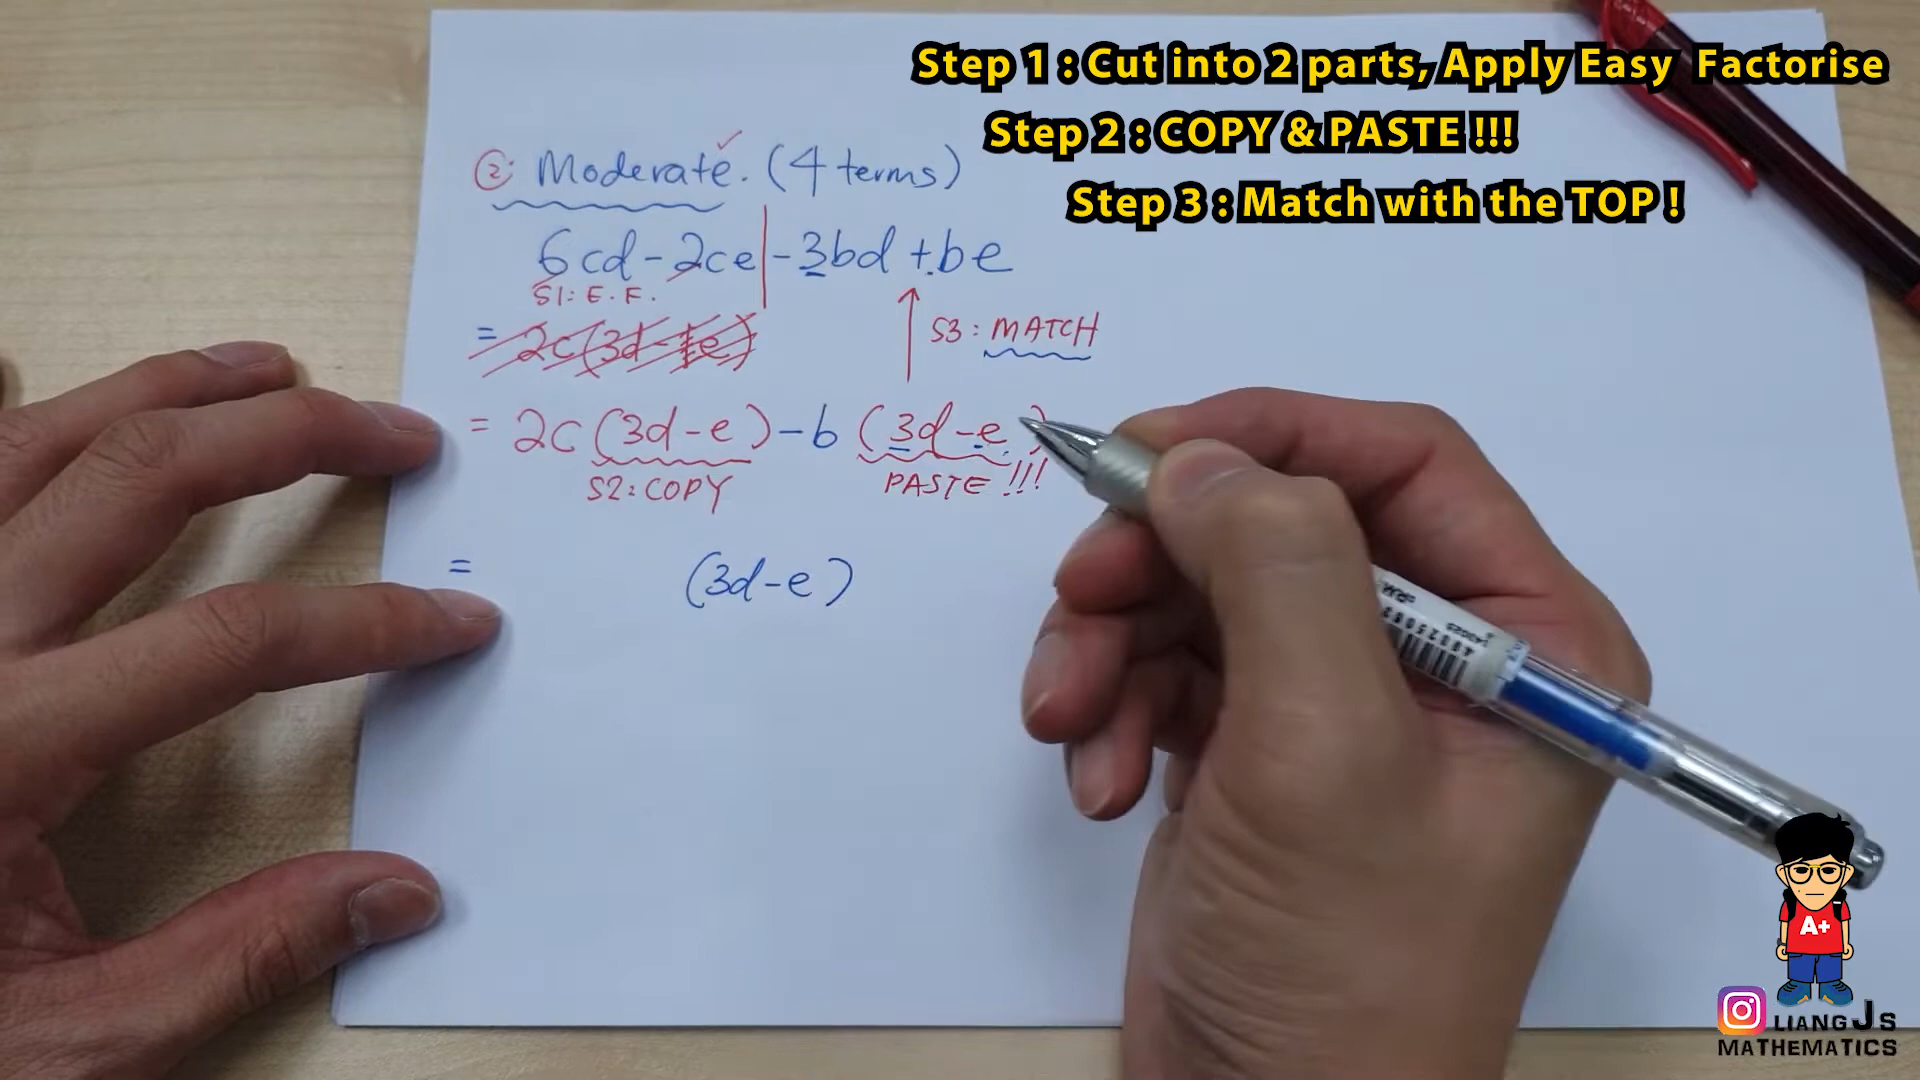 Step 1 : Cut into 2 parts, Apply Easy Factorise
Step 2 : COPY & PASTE !!!
Step 3 : Match with the TOP !
②: Moderate. (4 terms)
6cd - 2ce | - 3bd + be
S1: E.F.
= 2c(3d - 1e)
S3 : MATCH
= 2c (3d - e) - b (3d - e )
S2: COPY
PASTE !!!
= (3d - e )
A+
LIANG JS
MATHEMATICS